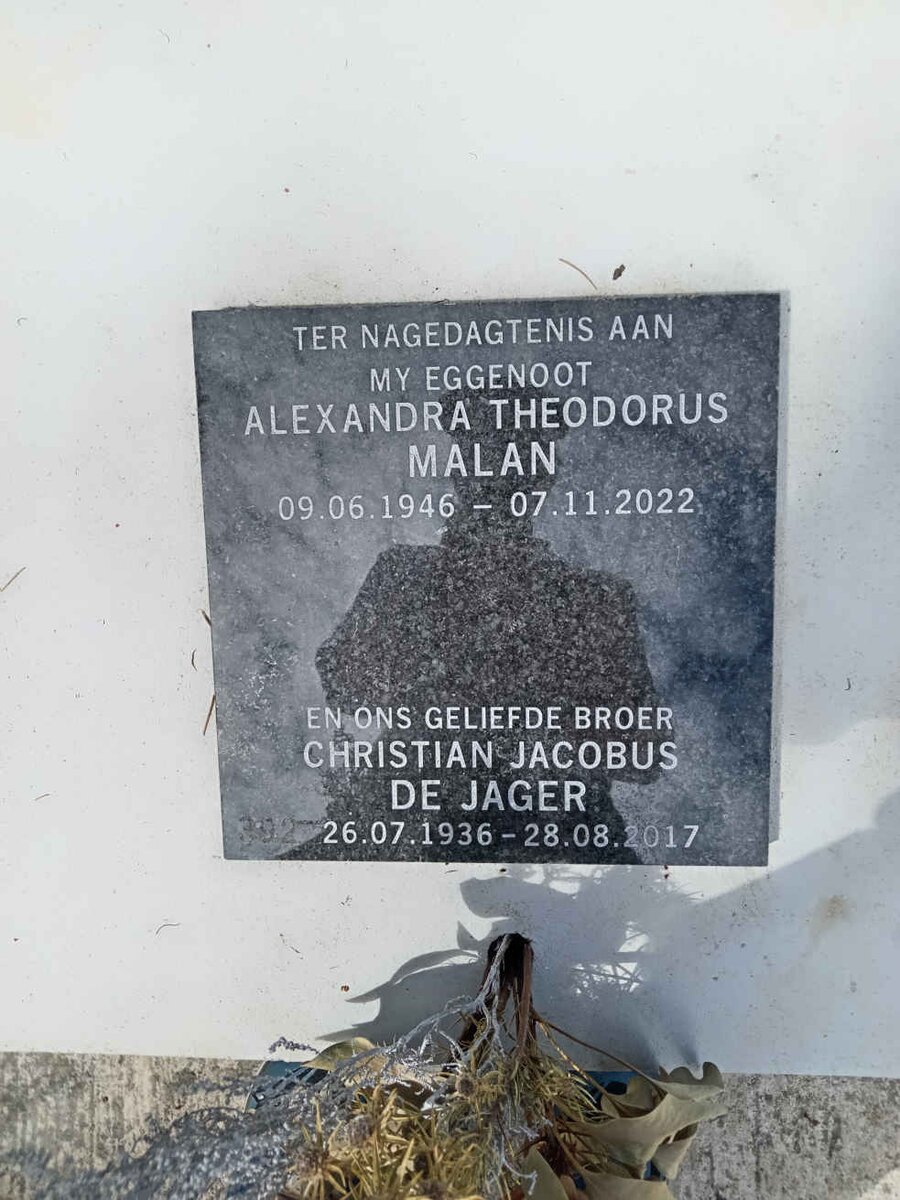 TER NAGEDAGTENIS AAN
MY EGGENOOT
ALEXANDRA THEODORUS
MALAN
09.06.1946 – 07.11.2022
EN ONS GELIEFDE BROER
CHRISTIAN JACOBUS
DE JAGER
26.07.1936 – 28.08.2017